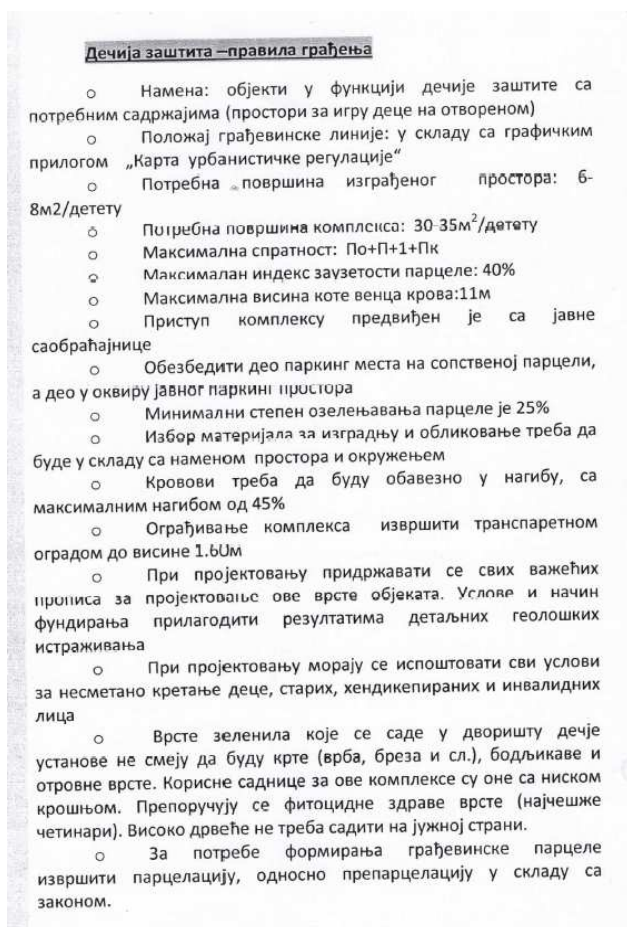 Дечија заштита –правила грађења
o Намена: објекти у функцији дечије заштите са
потребним садржајима (простори за игру деце на отвореном)
o Положај грађевинске линије: у складу са графичким
прилогом „Карта урбанистичке регулације“
o Потребна површина изграђеног простора: 6-
8м2/детету
o Потребна површина комплекса: 30-35м²/детету
o Максимална спратност: По+П+1+Пк
o Максималан индекс заузетости парцеле: 40%
o Максимална висина коте венца крова:11м
o Приступ комплексу предвиђен је са јавне
саобраћајнице
o Обезбедити део паркинг места на сопственој парцели,
а део у оквиру јавног паркинг простора
o Минимални степен озелењавања парцеле је 25%
o Избор материјала за изградњу и обликовање треба да
буде у складу са наменом простора и окружењем
o Кровови треба да буду обавезно у нагибу, са
максималним нагибом од 45%
o Ограђивање комплекса извршити транспаретном
оградом до висине 1.60м
o При пројектовању придржавати се свих важећих
прописа за пројектовање ове врсте објеката. Услове и начин
фундирања прилагодити резултатима детаљних геолошких
истраживања
o При пројектовању морају се испоштовати сви услови
за несметано кретање деце, старих, хендикепираних и инвалидних
лица
o Врсте зеленила које се саде у дворишту дечје
установе не смеју да буду крте (врба, бреза и сл.), бодљикаве и
отровне врсте. Корисне саднице за ове комплексе су оне са ниском
крошњом. Препоручују се фитоцидне здраве врсте (најчешже
четинари). Високо дрвеће не треба садити на јужној страни.
o За потребе формирања грађевинске парцеле
извршити парцелацију, односно препарцелацију у складу са
законом.